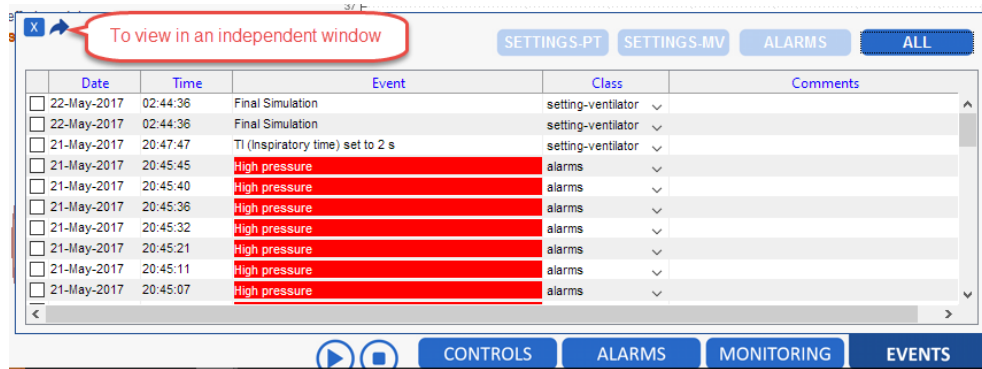 X
To view in an independent window
SETTINGS-PT SETTINGS-MV ALARMS ALL
Date Time Event Class Comments
22-May-2017 02:44:36 Final Simulation setting-ventilator
22-May-2017 02:44:36 Final Simulation setting-ventilator
21-May-2017 20:47:47 TI (Inspiratory time) set to 2 s setting-ventilator
21-May-2017 20:45:45 High pressure alarms
21-May-2017 20:45:40 High pressure alarms
21-May-2017 20:45:36 High pressure alarms
21-May-2017 20:45:32 High pressure alarms
21-May-2017 20:45:21 High pressure alarms
21-May-2017 20:45:11 High pressure alarms
21-May-2017 20:45:07 High pressure alarms
CONTROLS ALARMS MONITORING EVENTS